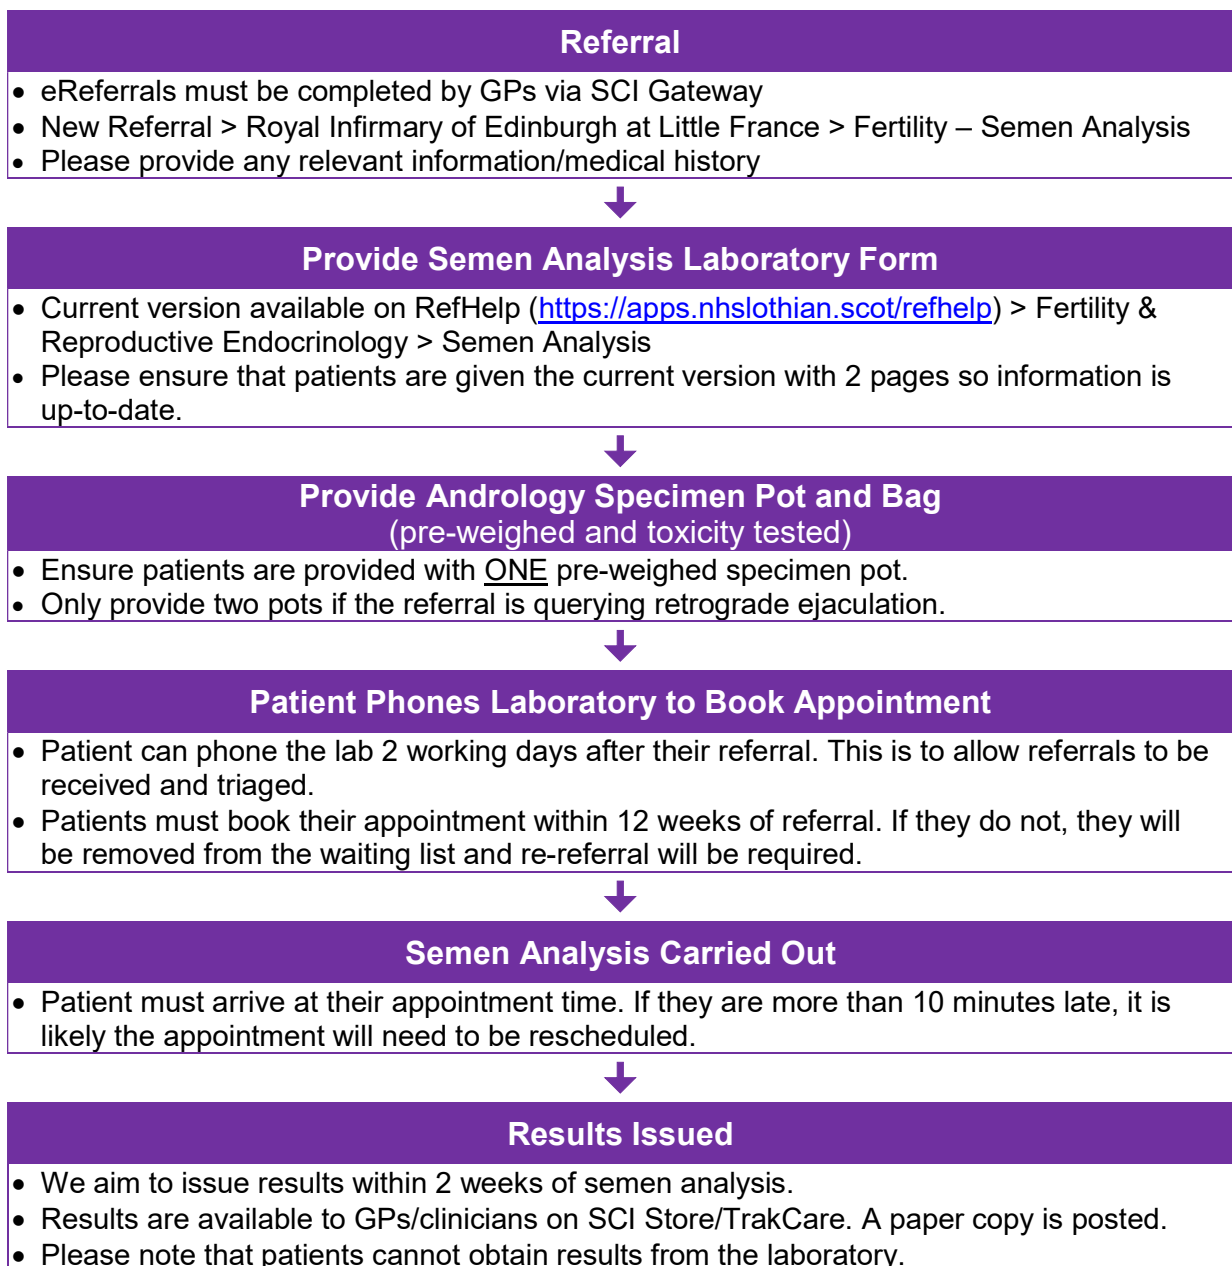 Referral
• eReferrals must be completed by GPs via SCI Gateway
• New Referral > Royal Infirmary of Edinburgh at Little France > Fertility – Semen Analysis
• Please provide any relevant information/medical history
Provide Semen Analysis Laboratory Form
• Current version available on RefHelp (https://apps.nhslothian.scot/refhelp) > Fertility &
Reproductive Endocrinology > Semen Analysis
• Please ensure that patients are given the current version with 2 pages so information is
up-to-date.
Provide Andrology Specimen Pot and Bag
(pre-weighed and toxicity tested)
• Ensure patients are provided with ONE pre-weighed specimen pot.
• Only provide two pots if the referral is querying retrograde ejaculation.
Patient Phones Laboratory to Book Appointment
• Patient can phone the lab 2 working days after their referral. This is to allow referrals to be
received and triaged.
• Patients must book their appointment within 12 weeks of referral. If they do not, they will
be removed from the waiting list and re-referral will be required.
Semen Analysis Carried Out
• Patient must arrive at their appointment time. If they are more than 10 minutes late, it is
likely the appointment will need to be rescheduled.
Results Issued
• We aim to issue results within 2 weeks of semen analysis.
• Results are available to GPs/clinicians on SCI Store/TrakCare. A paper copy is posted.
• Please note that patients cannot obtain results from the laboratory.